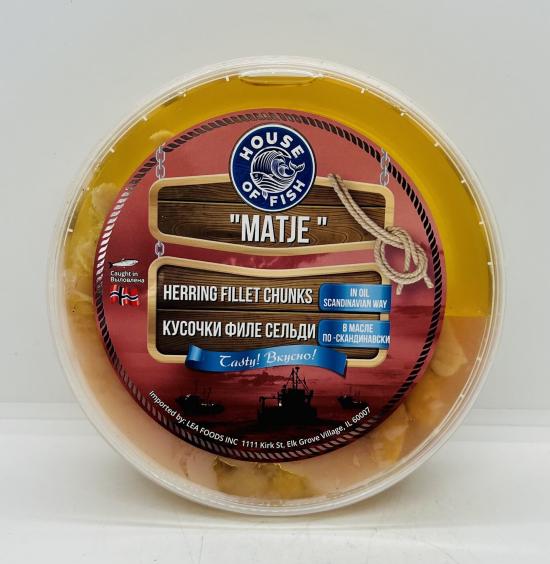 HOUSE
OF FISH
"MATJE "
Caught in
Выловлена
HERRING FILLET CHUNKS
IN OIL
SCANDINAVIAN WAY
КУСОЧКИ ФИЛЕ СЕЛЬДИ
В МАСЛЕ
ПО -СКАНДИНАВСКИ
Tasty! Вкусно!
Imported by: LEA FOODS INC 1111 Kirk St. Elk Grove Village, IL 60007